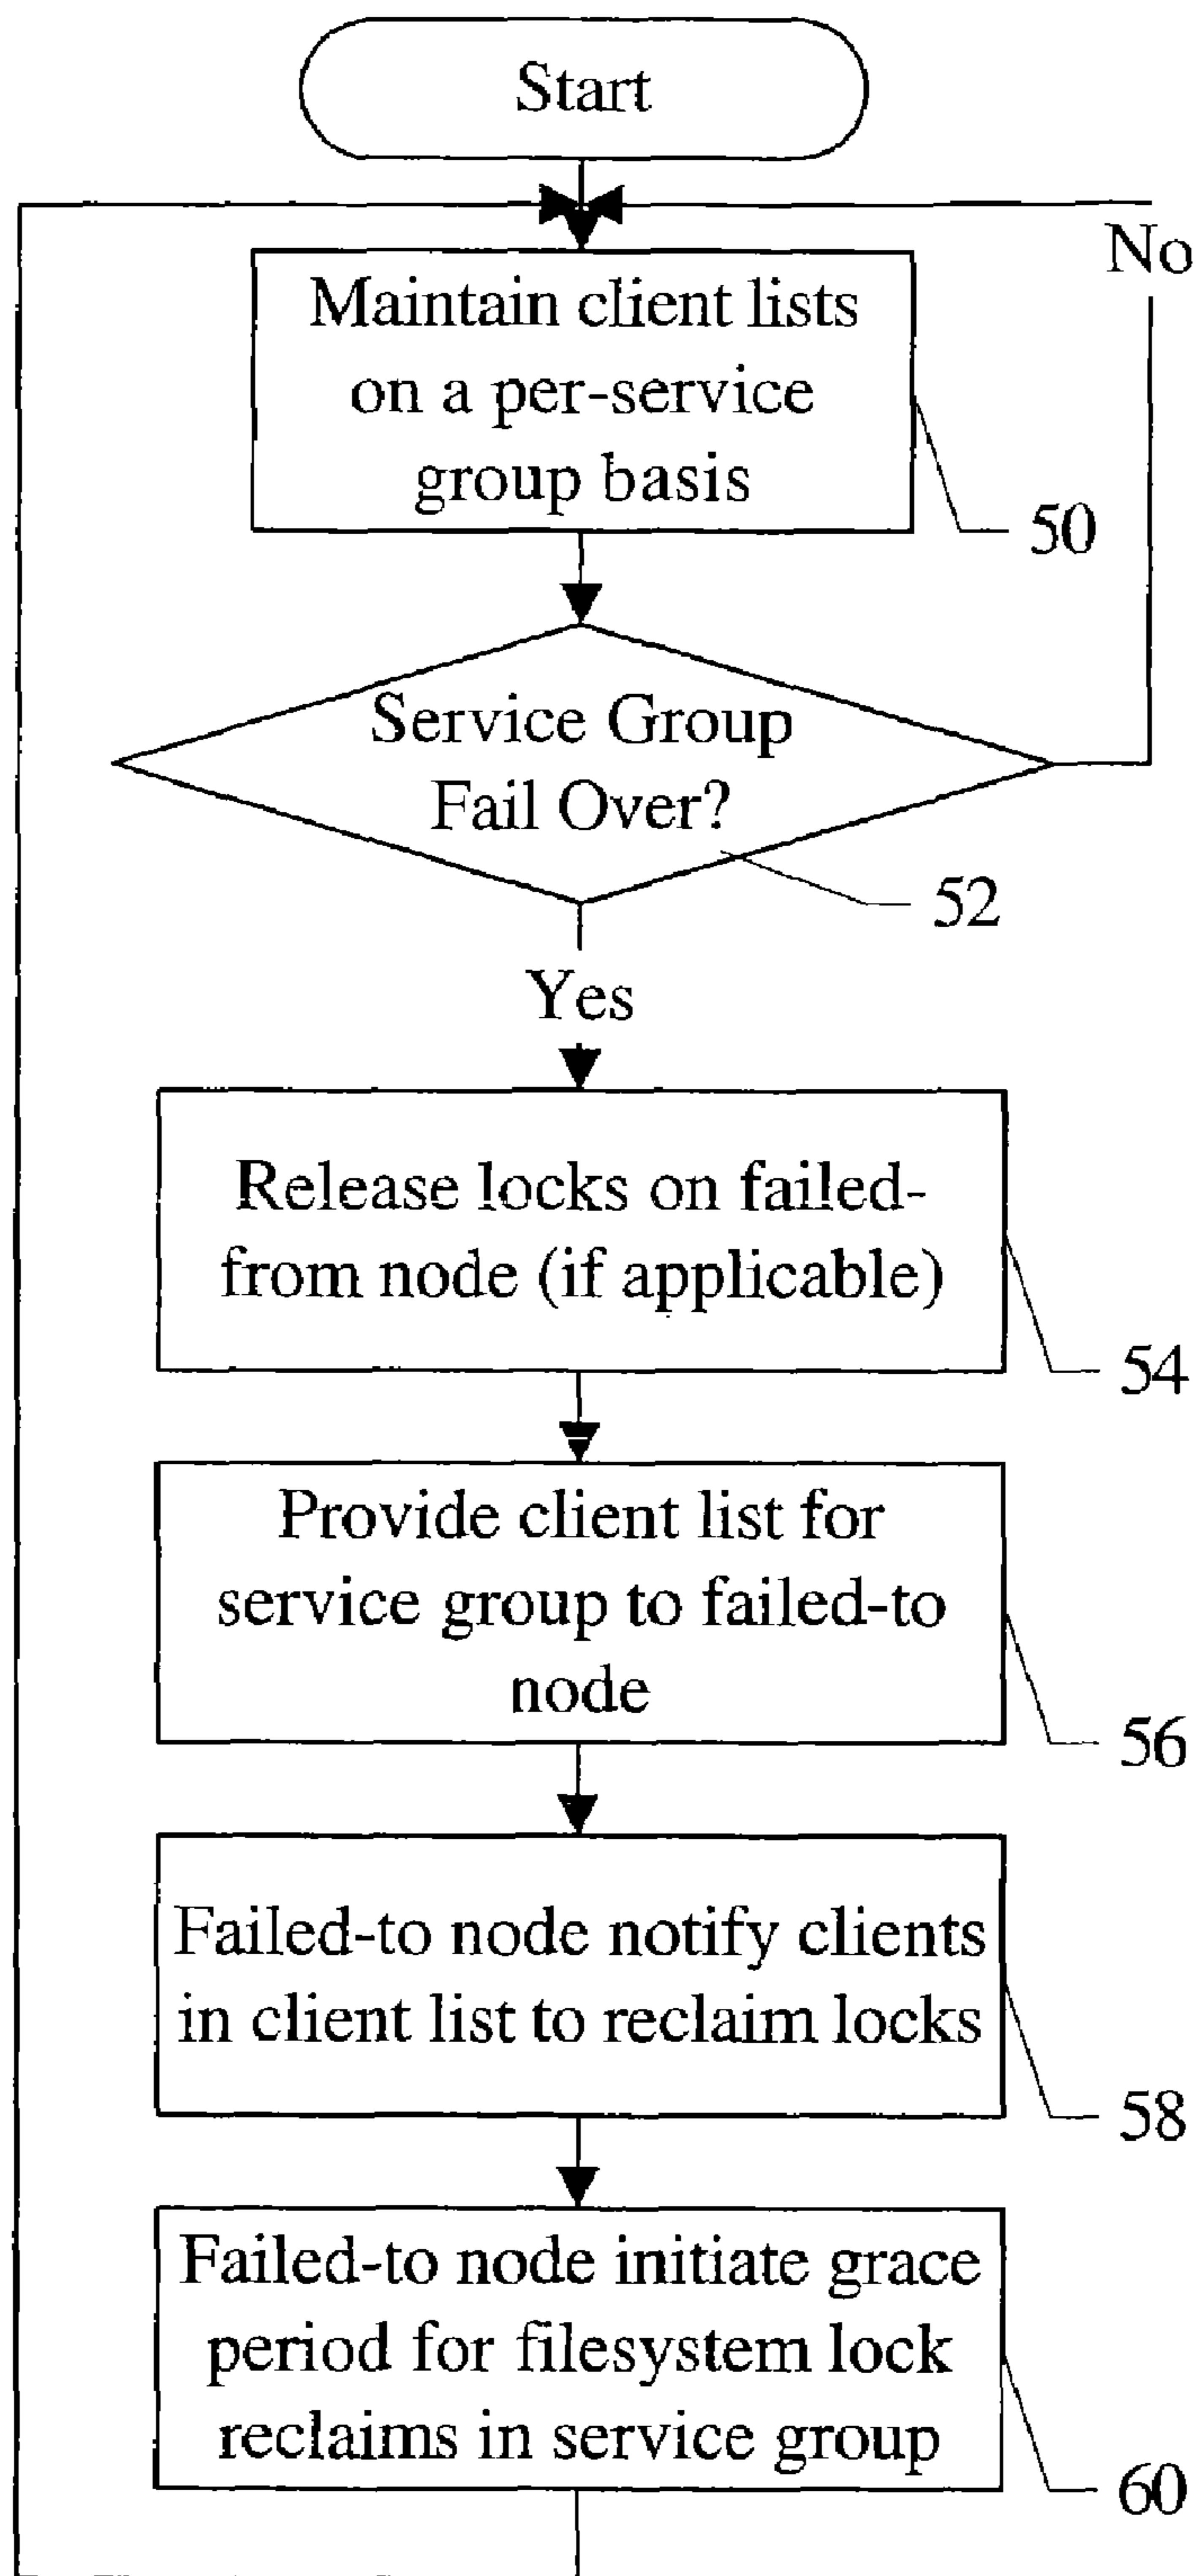 Start
No
Maintain client lists
on a per-service
group basis
50
Service Group
Fail Over?
52
Yes
Release locks on failed-
from node (if applicable)
54
Provide client list for
service group to failed-to
node
56
Failed-to node notify clients
in client list to reclaim locks
58
Failed-to node initiate grace
period for filesystem lock
reclaims in service group
60